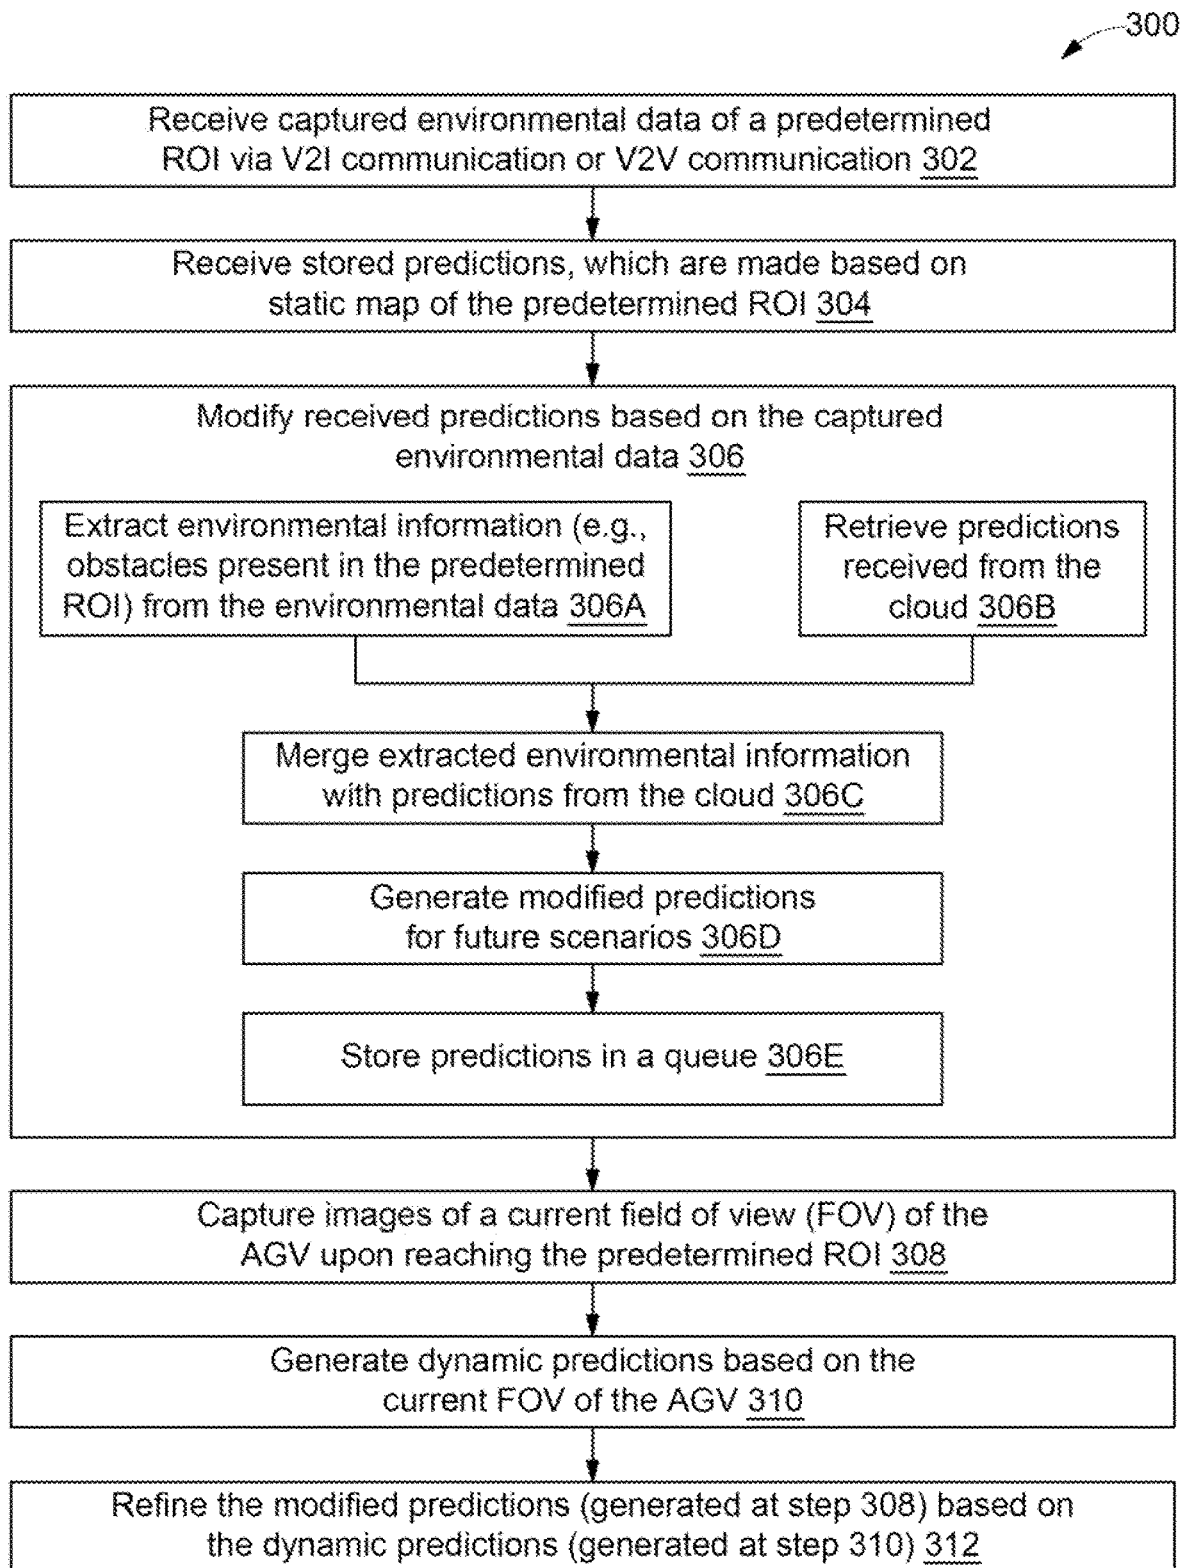 300
Receive captured environmental data of a predetermined
ROI via V2I communication or V2V communication 302
Receive stored predictions, which are made based on
static map of the predetermined ROI 304
Modify received predictions based on the captured
environmental data 306
Extract environmental information (e.g.,
obstacles present in the predetermined
ROI) from the environmental data 306A
Retrieve predictions
received from the
cloud 306B
Merge extracted environmental information
with predictions from the cloud 306C
Generate modified predictions
for future scenarios 306D
Store predictions in a queue 306E
Capture images of a current field of view (FOV) of the
AGV upon reaching the predetermined ROI 308
Generate dynamic predictions based on the
current FOV of the AGV 310
Refine the modified predictions (generated at step 308) based on
the dynamic predictions (generated at step 310) 312